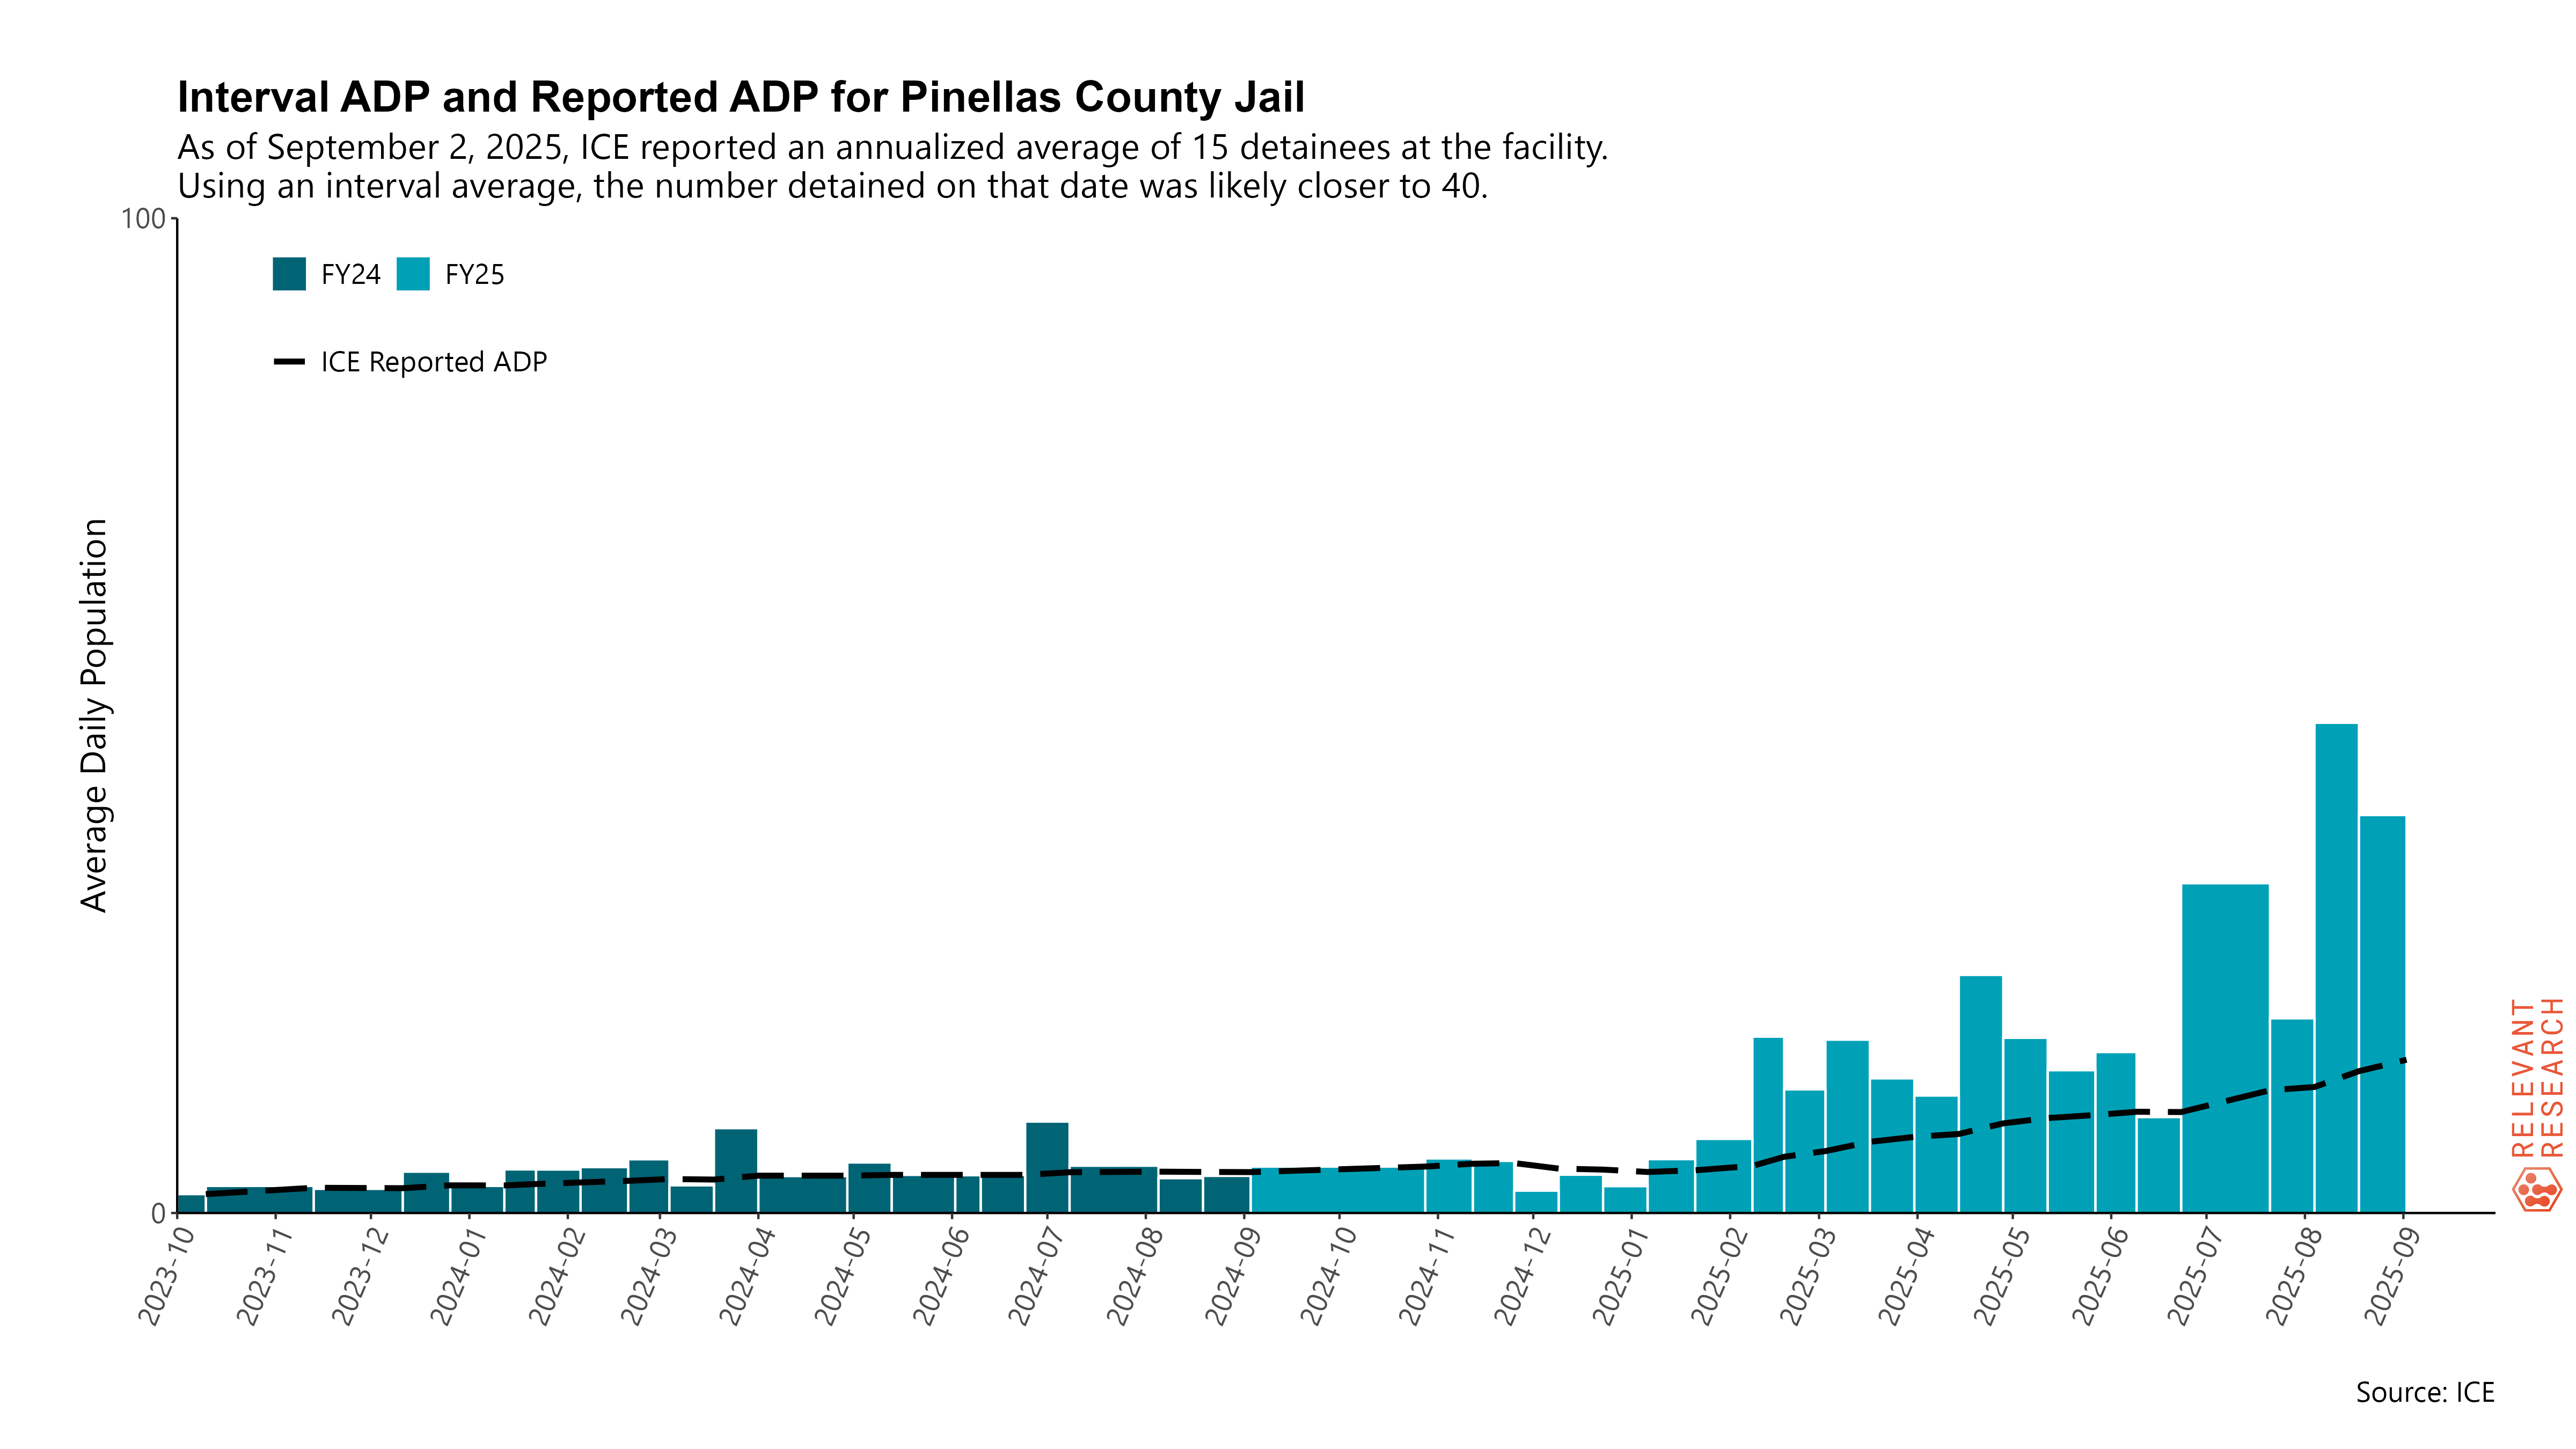 Interval ADP and Reported ADP for Pinellas County Jail
As of September 2, 2025, ICE reported an annualized average of 15 detainees at the facility.
Using an interval average, the number detained on that date was likely closer to 40.
100
FY24 FY25
ICE Reported ADP
Average Daily Population
0
2023-10
2023-11
2023-12
2024-01
2024-02
2024-03
2024-04
2024-05
2024-06
2024-07
2024-08
2024-09
2024-10
2024-11
2024-12
2025-01
2025-02
2025-03
2025-04
2025-05
2025-06
2025-07
2025-08
2025-09
RELEVANT
RESEARCH
Source: ICE